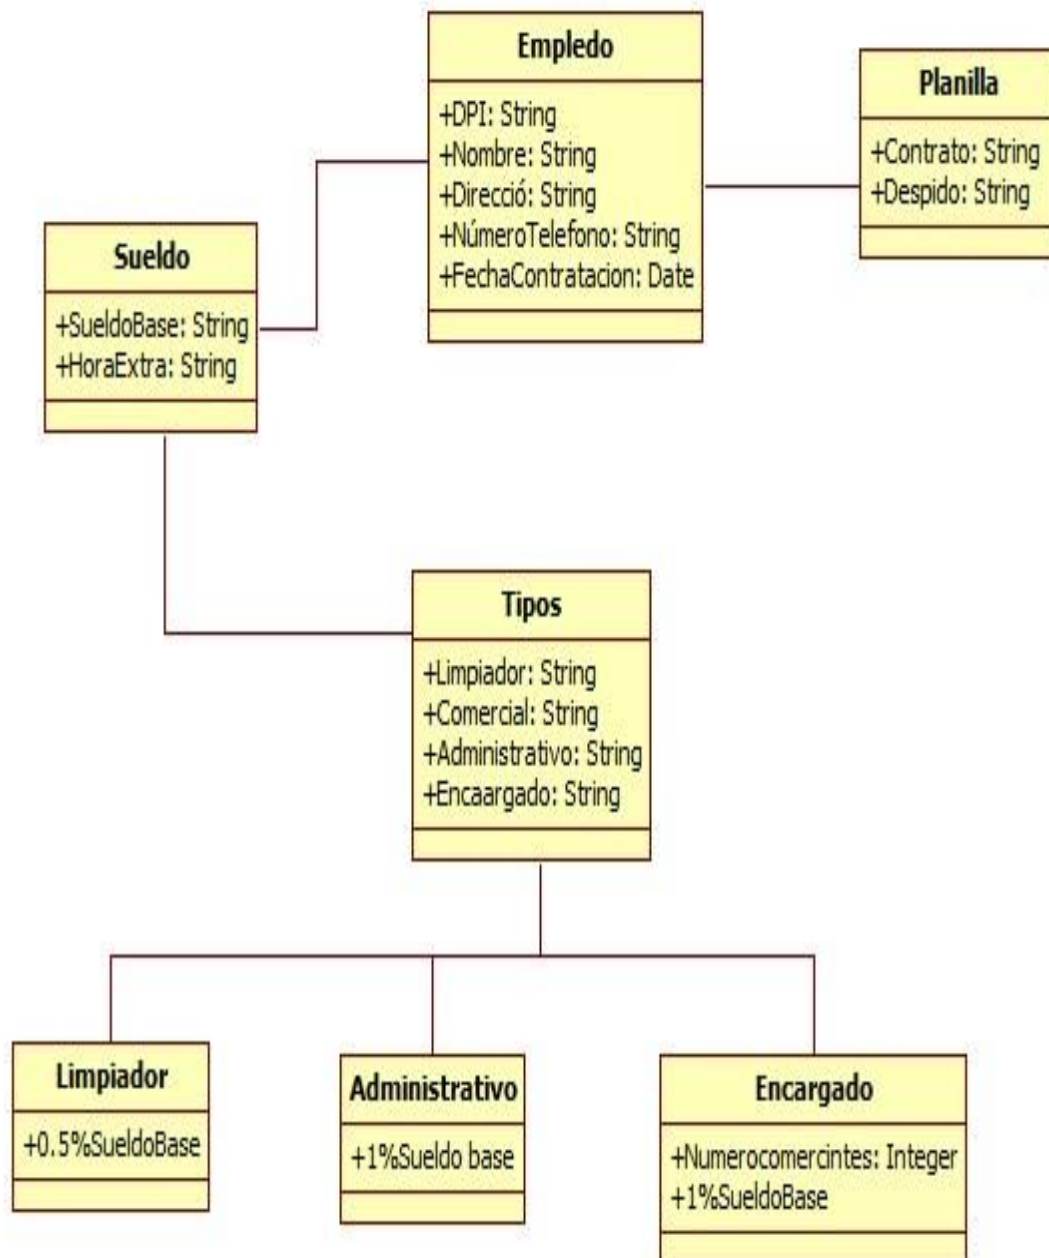 Empledo
+DPI: String
+Nombre: String
+Direcció: String
+NúmeroTelefono: String
+FechaContratacion: Date
Planilla
+Contrato: String
+Despido: String
Sueldo
+SueldoBase: String
+HoraExtra: String
Tipos
+Limpiador: String
+Comercial: String
+Administrativo: String
+Encaargado: String
Limpiador
+0.5%SueldoBase
Administrativo
+1%Sueldo base
Encargado
+Numerocomercintes: Integer
+1%SueldoBase